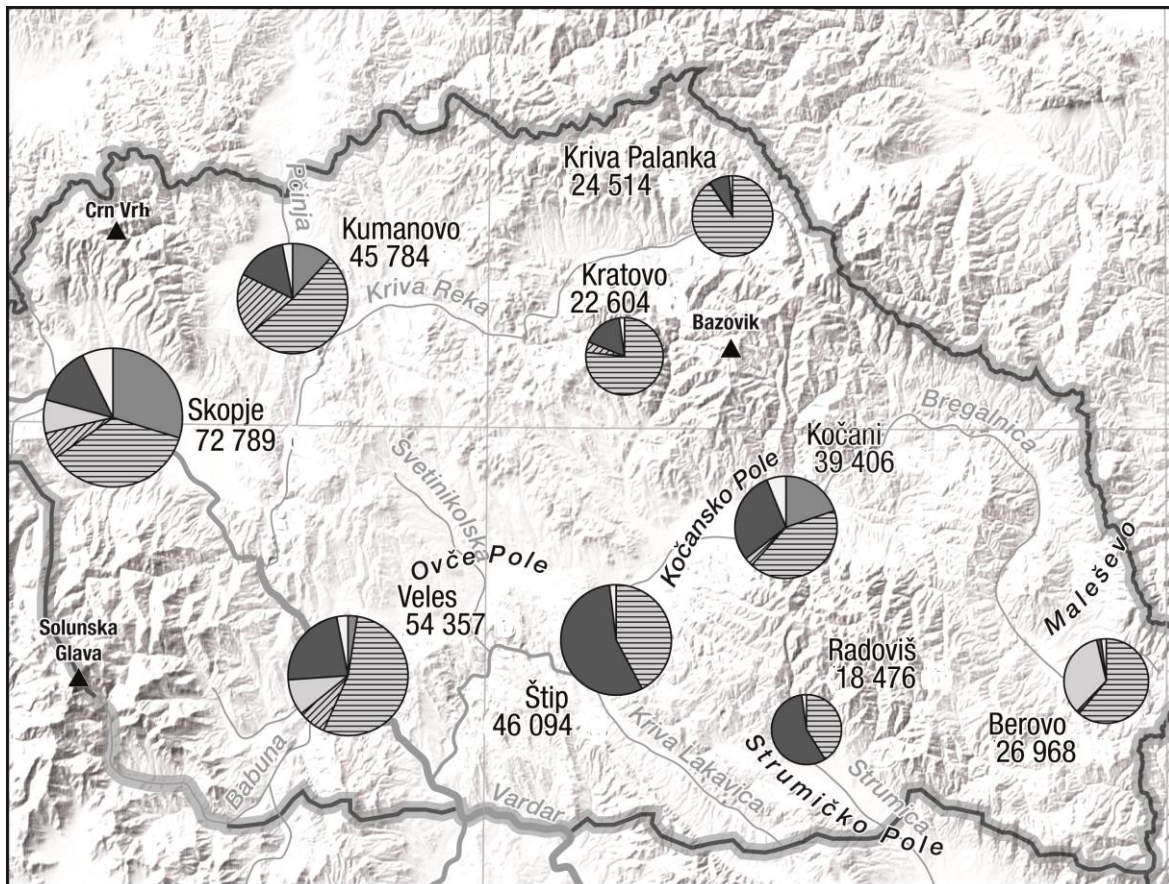 Kriva Palanka
24 514
Crn Vrh
Pčinja
Kumanovo
45 784
Kriva Reka
Kratovo
22 604
Bazovik
Skopje
72 789
Bregalnica
Kočani
39 406
Svetinikolska
Kočansko Pole
Ovče Pole
Maleševo
Veles
54 357
Solunska
Glava
Radoviš
18 476
Štip
46 094
Berovo
26 968
Babuna
Kriva Lakavica
Strumica
Strumičko Pole
Vardar